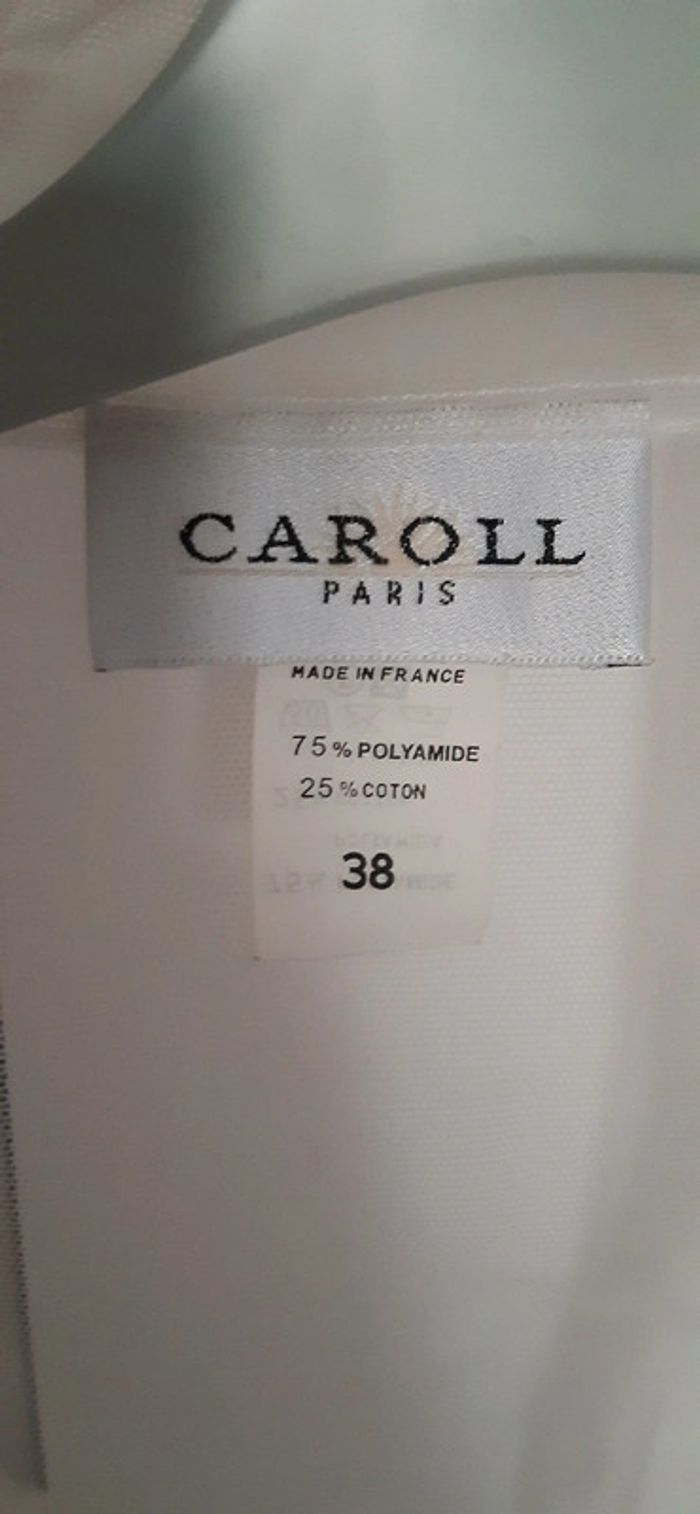 CAROLL
PARIS
MADE IN FRANCE
75% POLYAMIDE
25% COTON
38